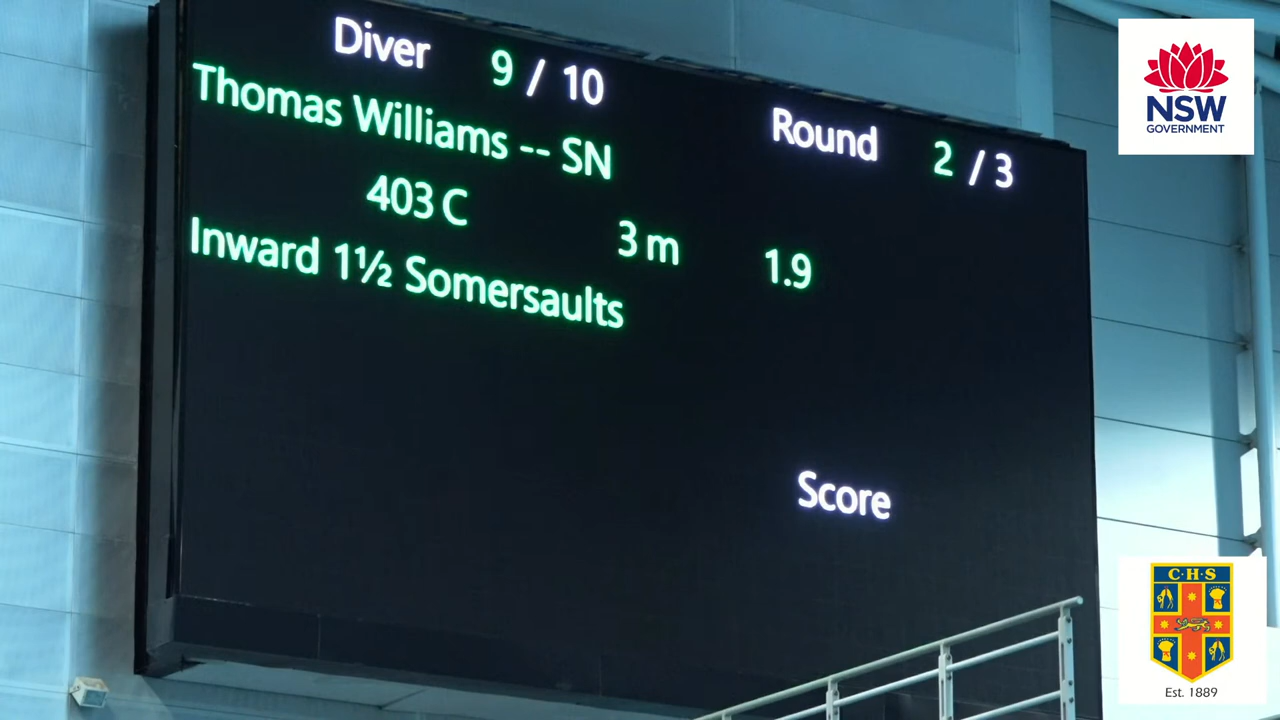 Diver 9 / 10
Thomas Williams -- SN
Round 2 / 3
403 C
3 m
1.9
Inward 1½ Somersaults
Score
NSW
GOVERNMENT
C·H·S
Est. 1889